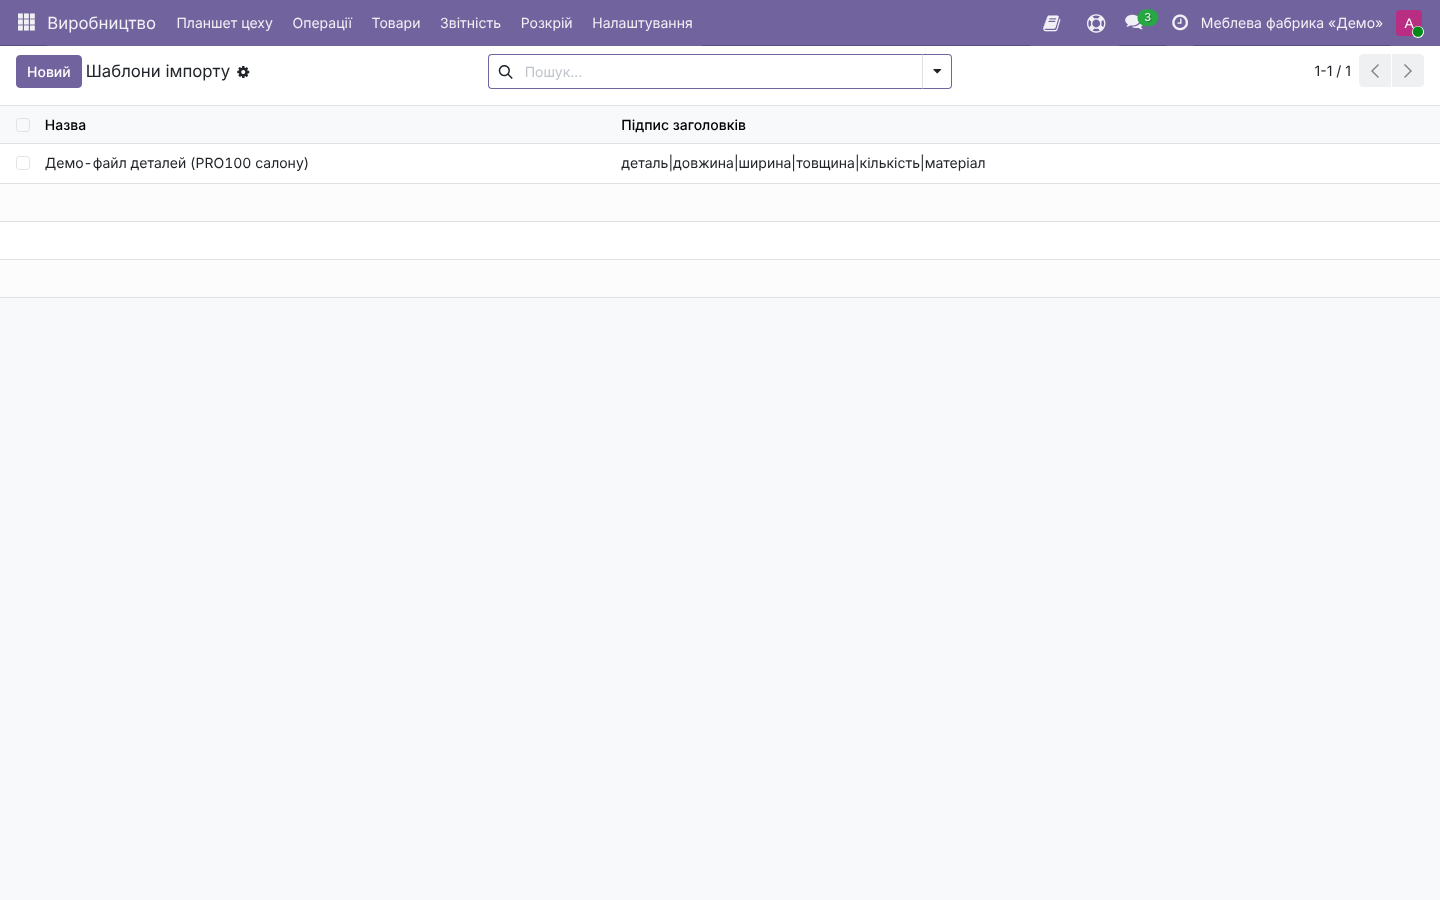 Виробництво Планшет цеху Операції Товари Звітність Розкрій Налаштування 3 Меблева фабрика «Демо» А
Новий Шаблони імпорту Пошук... 1-1 / 1
Назва Підпис заголовків
Демо-файл деталей (PRO100 салону) деталь|довжина|ширина|товщина|кількість|матеріал